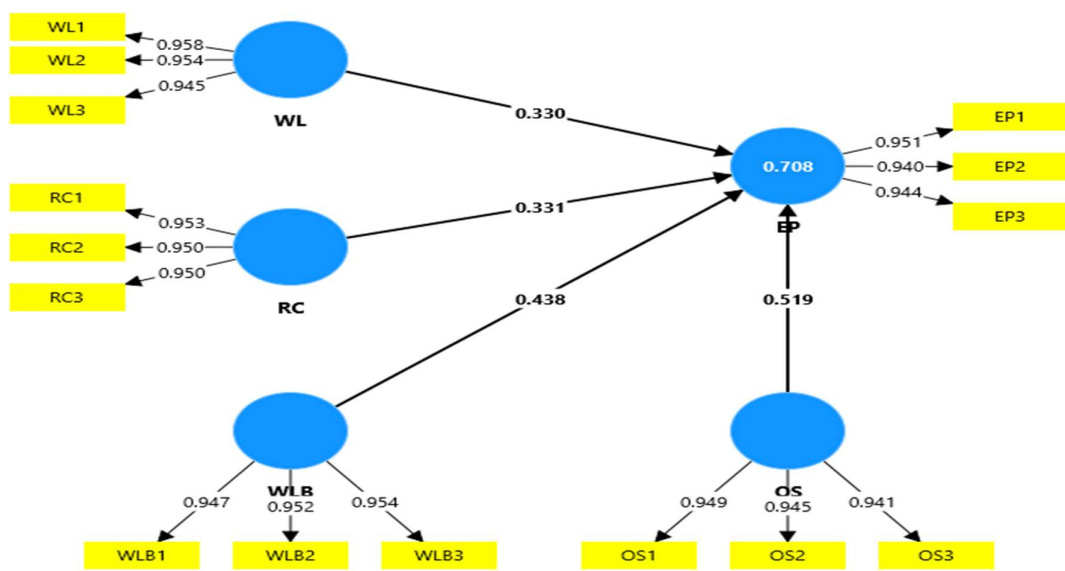 WL1
WL2
WL3
0.958
0.954
0.945
WL
0.330
EP1
EP2
EP3
0.951
0.940
0.944
0.708
EP
RC1
RC2
RC3
0.953
0.950
0.950
RC
0.331
0.438
0.519
WLB
0.947
0.952
0.954
WLB1
WLB2
WLB3
OS
0.949
0.945
0.941
OS1
OS2
OS3